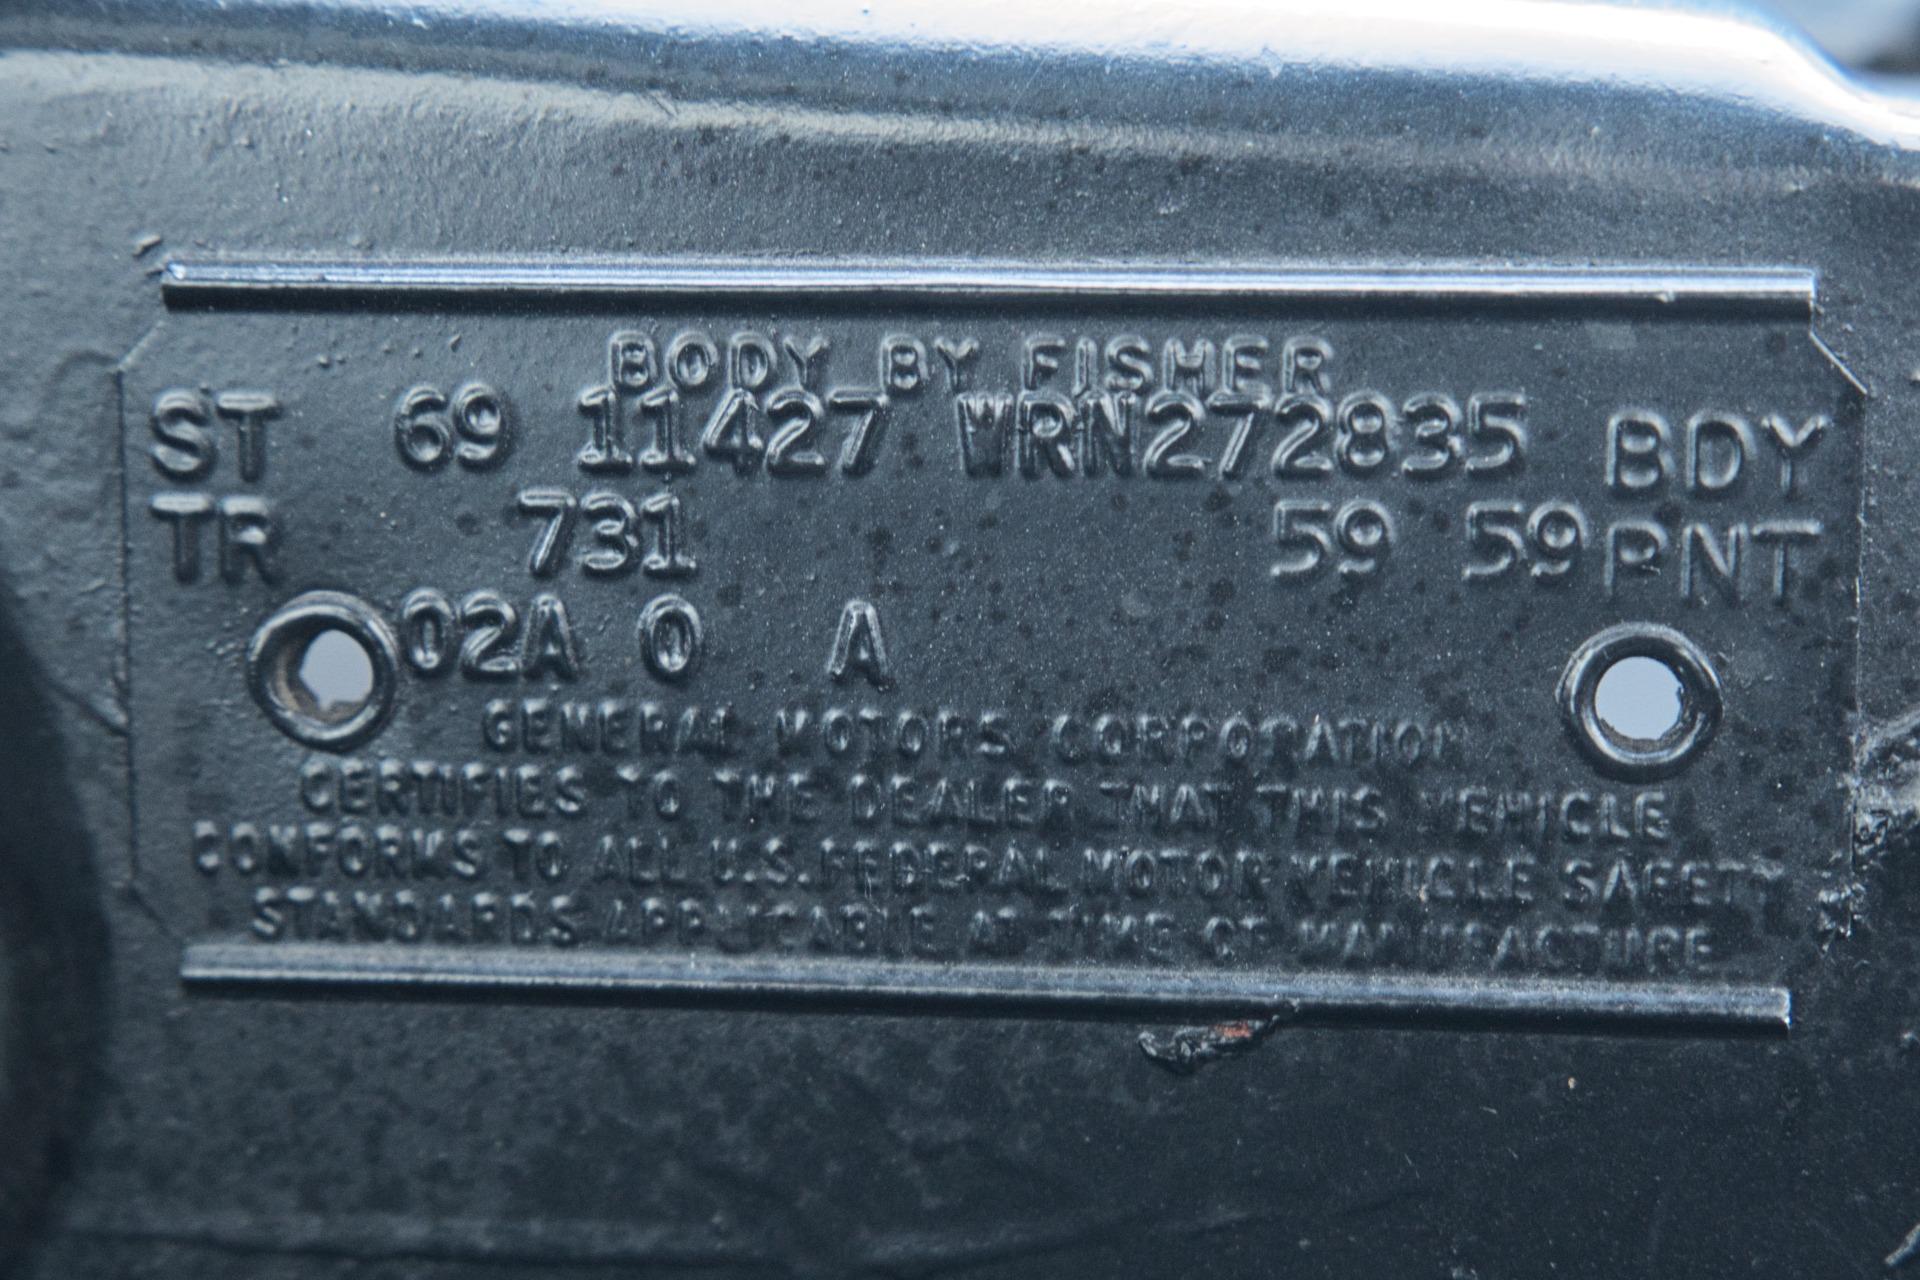 BODY BY FISHER
ST 69 11427 WRN272835 BDY
TR 731 59 59 PNT
02A 0 A
GENERAL MOTORS CORPORATION
CERTIFIES TO THE DEALER THAT THIS VEHICLE
CONFORMS TO ALL U.S. FEDERAL MOTOR VEHICLE SAFETY
STANDARDS APPLICABLE AT TIME OF MANUFACTURE